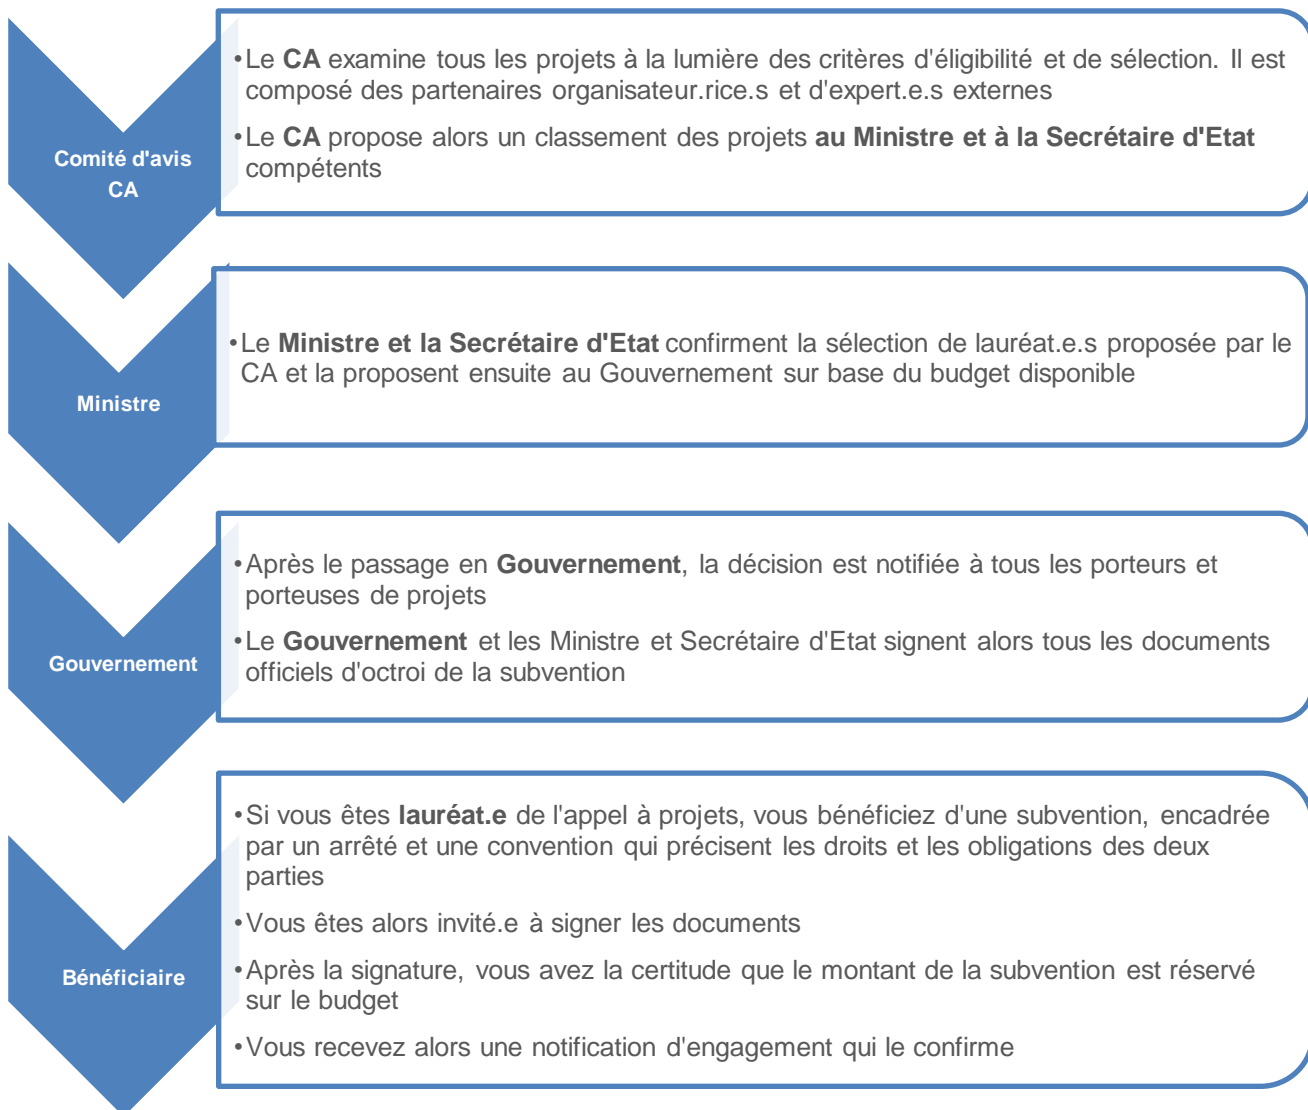 Comité d'avis
CA
•Le CA examine tous les projets à la lumière des critères d'éligibilité et de sélection. Il est
composé des partenaires organisateur.rice.s et d'expert.e.s externes
•Le CA propose alors un classement des projets au Ministre et à la Secrétaire d'Etat
compétents
Ministre
•Le Ministre et la Secrétaire d'Etat confirment la sélection de lauréat.e.s proposée par le
CA et la proposent ensuite au Gouvernement sur base du budget disponible
Gouvernement
•Après le passage en Gouvernement, la décision est notifiée à tous les porteurs et
porteuses de projets
•Le Gouvernement et les Ministre et Secrétaire d'Etat signent alors tous les documents
officiels d'octroi de la subvention
Bénéficiaire
•Si vous êtes lauréat.e de l'appel à projets, vous bénéficiez d'une subvention, encadrée
par un arrêté et une convention qui précisent les droits et les obligations des deux
parties
•Vous êtes alors invité.e à signer les documents
•Après la signature, vous avez la certitude que le montant de la subvention est réservé
sur le budget
•Vous recevez alors une notification d'engagement qui le confirme